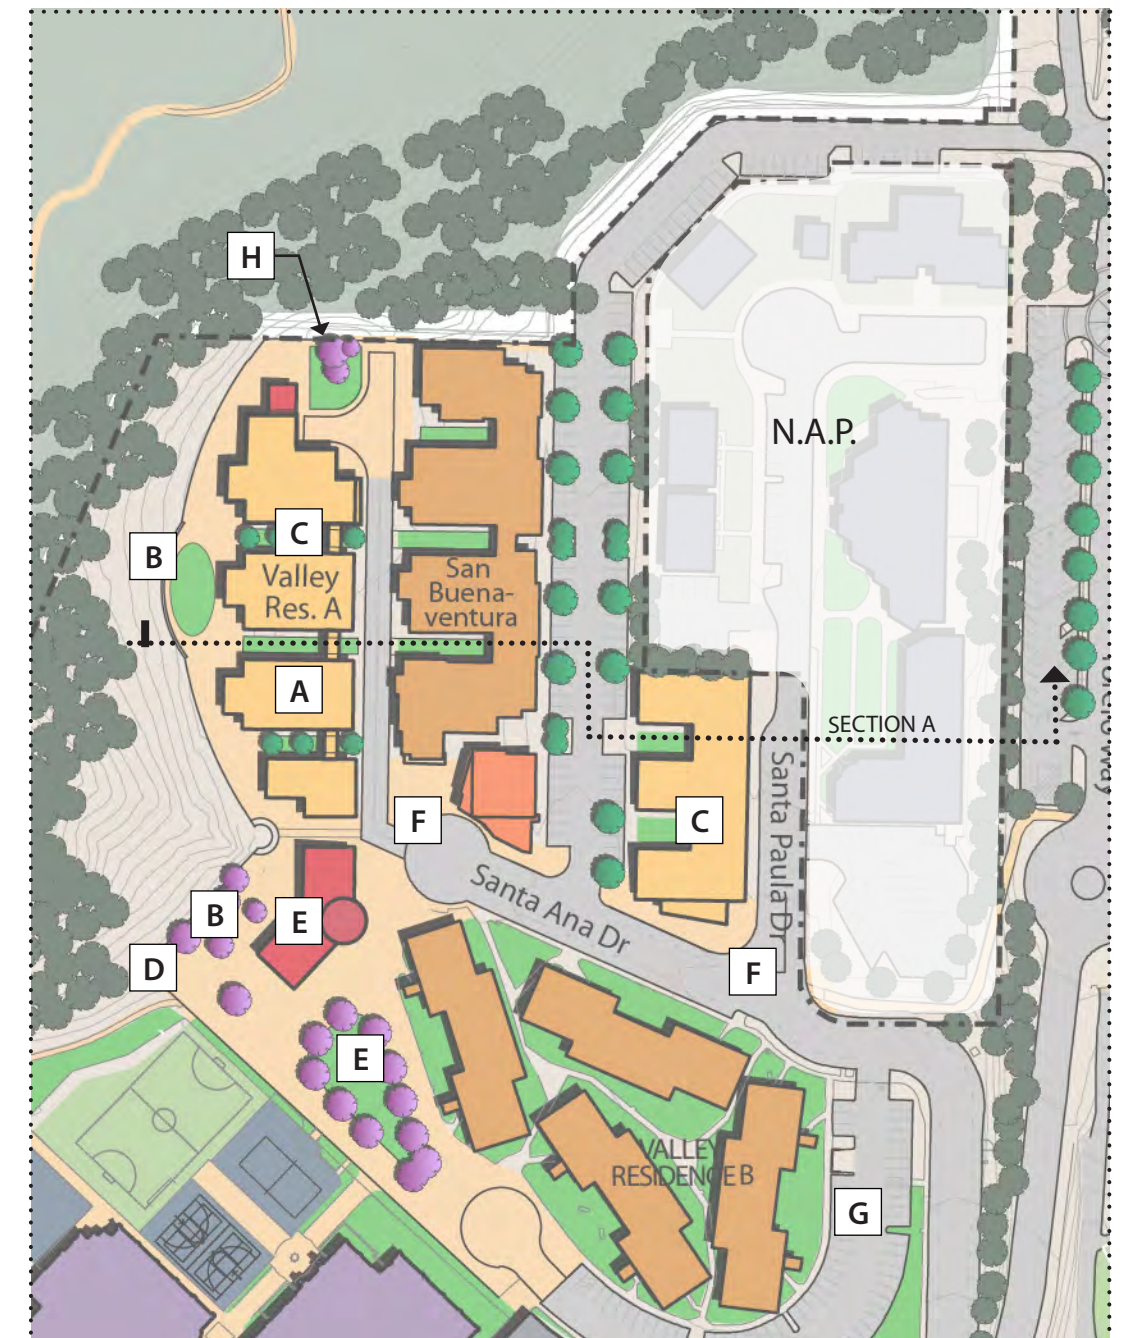 H
N.A.P.
B
C
Valley
Res. A
San
Buena-
ventura
A
SECTION A
F
C
Santa Paula Dr
Santa Ana Dr
B
E
D
F
E
VALLEY
RESIDENCE B
G